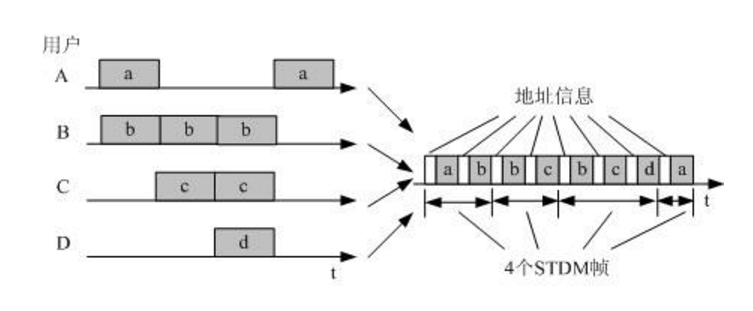 用户
A a a
B b b b
C c c
D d
t
地址信息
a b b c b c d a
t
4个STDM帧